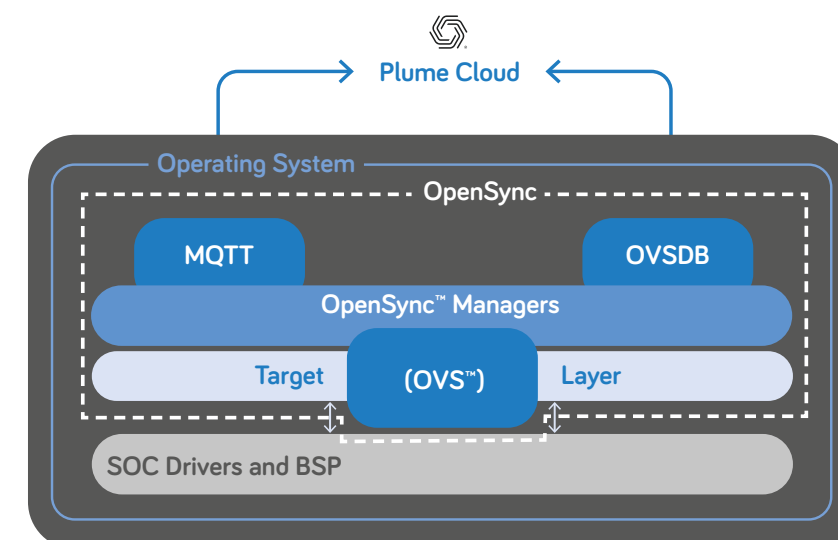 Plume Cloud
Operating System
OpenSync
MQTT
OVSDB
OpenSync™ Managers
Target (OVS™) Layer
SOC Drivers and BSP